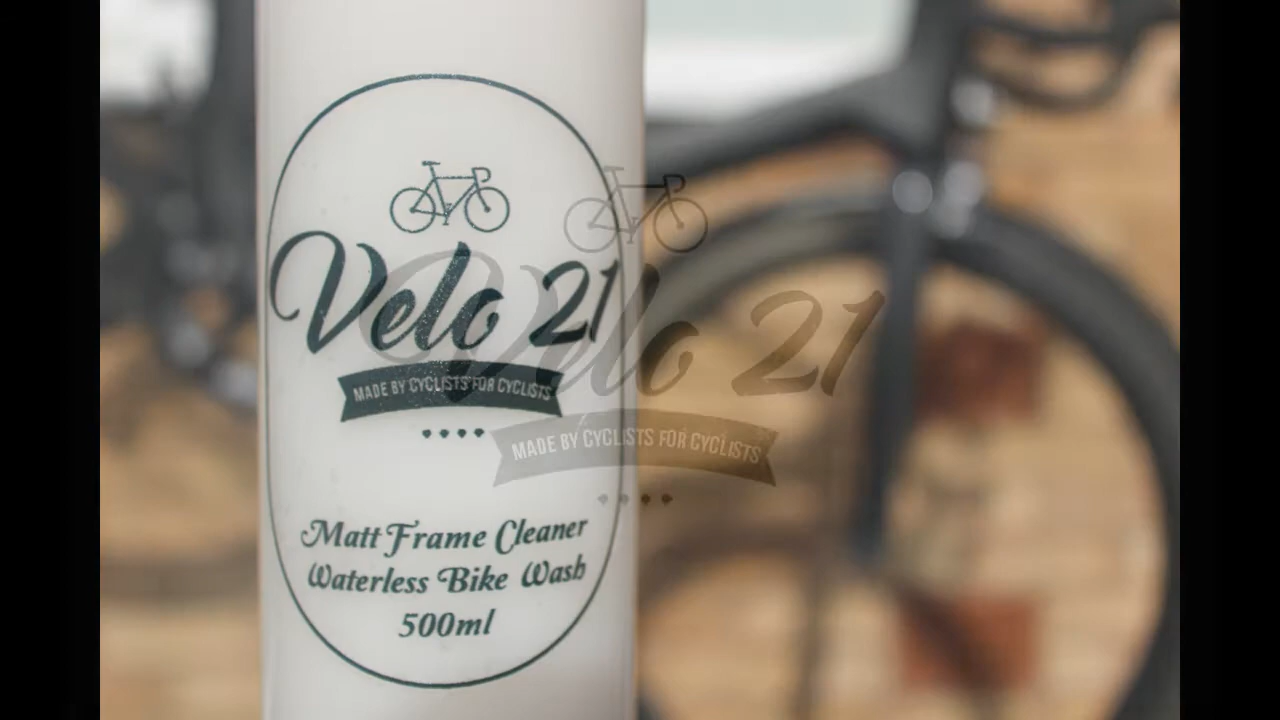 Velo 21
MADE BY CYCLISTS FOR CYCLISTS
Matt Frame Cleaner
Waterless Bike Wash
500ml
Velo 21
MADE BY CYCLISTS FOR CYCLISTS